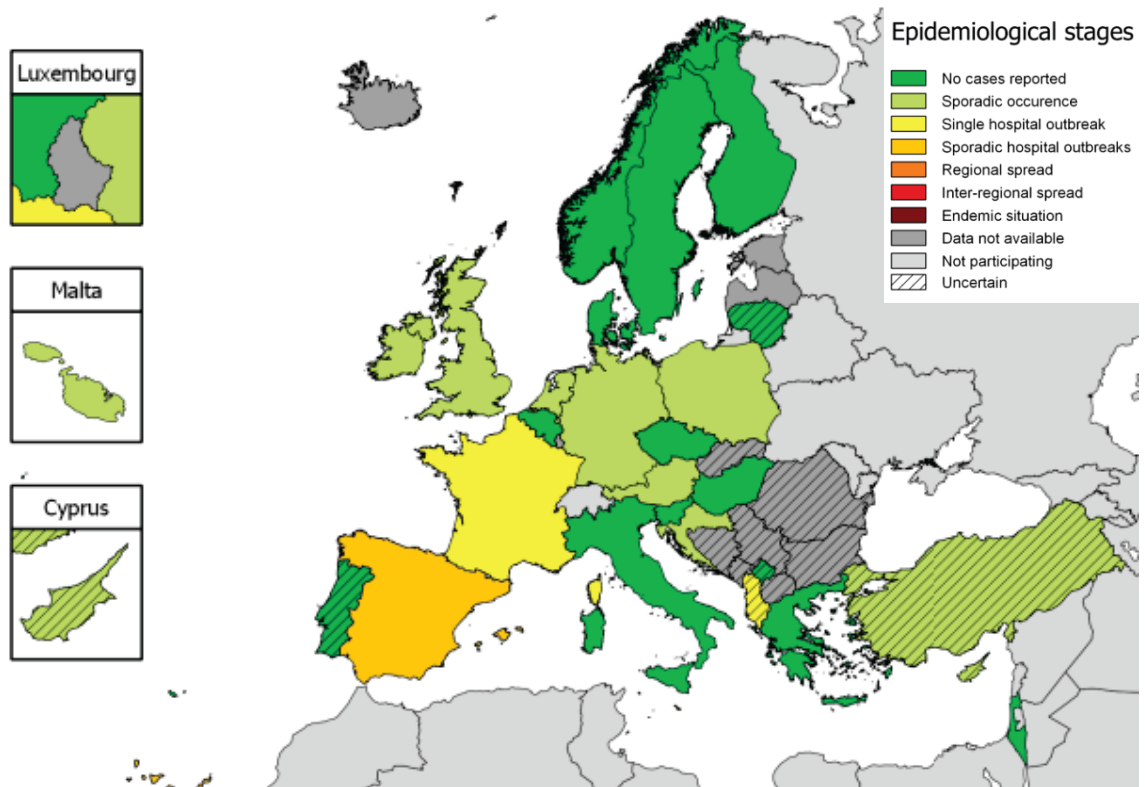 Epidemiological stages
No cases reported
Sporadic occurence
Single hospital outbreak
Sporadic hospital outbreaks
Regional spread
Inter-regional spread
Endemic situation
Data not available
Not participating
Uncertain
Luxembourg
Malta
Cyprus